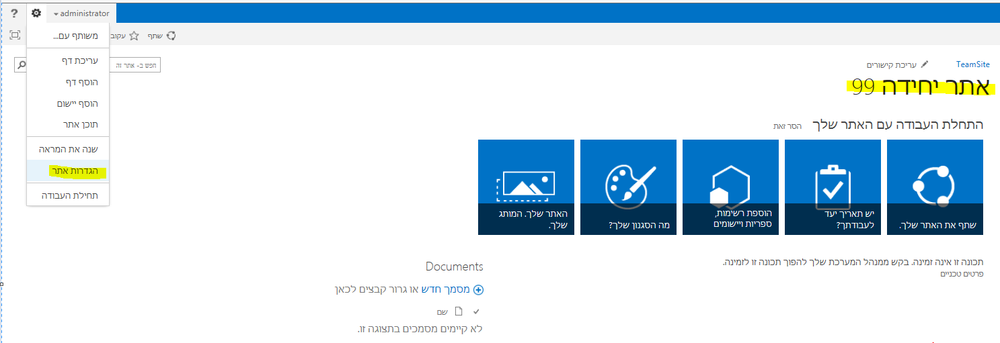 ? administrator
משותף עם...
עריכת דף
הוסף דף
הוסף יישום
תוכן אתר
שנה את המראה
הגדרות אתר
תחילת העבודה
שתף
עקוב
חפש ב- אתר זה
TeamSite
עריכת קישורים
אתר יחידה 99
התחלת העבודה עם האתר שלך
הסר זאת
שתף את האתר שלך.
יש תאריך יעד
לעבודתך?
הוספת רשימות,
ספריות ויישומים
מה הסגנון שלך?
האתר שלך. המותג
שלך.
תכונה זו אינה זמינה. בקש ממנהל המערכת שלך להפוך תכונה זו לזמינה.
פרטים טכניים
Documents
מסמך חדש או גרור קבצים לכאן
שם
לא קיימים מסמכים בתצוגה זו.